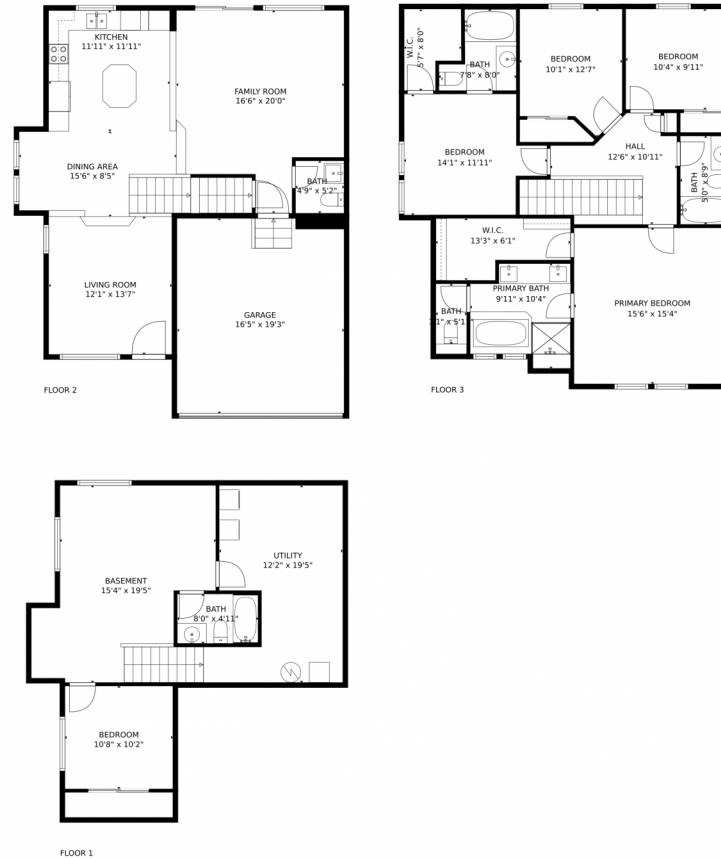 KITCHEN
11'11" x 11'11"
FAMILY ROOM
16'6" x 20'0"
DINING AREA
15'6" x 8'5"
BATH
4'9" x 5'2"
LIVING ROOM
12'1" x 13'7"
GARAGE
16'5" x 19'3"
FLOOR 2
W.I.C.
5'7" x 8'0"
BATH
7'8" x 8'0"
BEDROOM
10'1" x 12'7"
BEDROOM
10'4" x 9'11"
BEDROOM
14'1" x 11'11"
HALL
12'6" x 10'11"
BATH
5'0" x 8'9"
W.I.C.
13'3" x 6'1"
PRIMARY BATH
9'11" x 10'4"
BATH
PRIMARY BEDROOM
15'6" x 15'4"
FLOOR 3
BASEMENT
15'4" x 19'5"
UTILITY
12'2" x 19'5"
BATH
8'0" x 4'11"
BEDROOM
10'8" x 10'2"
FLOOR 1